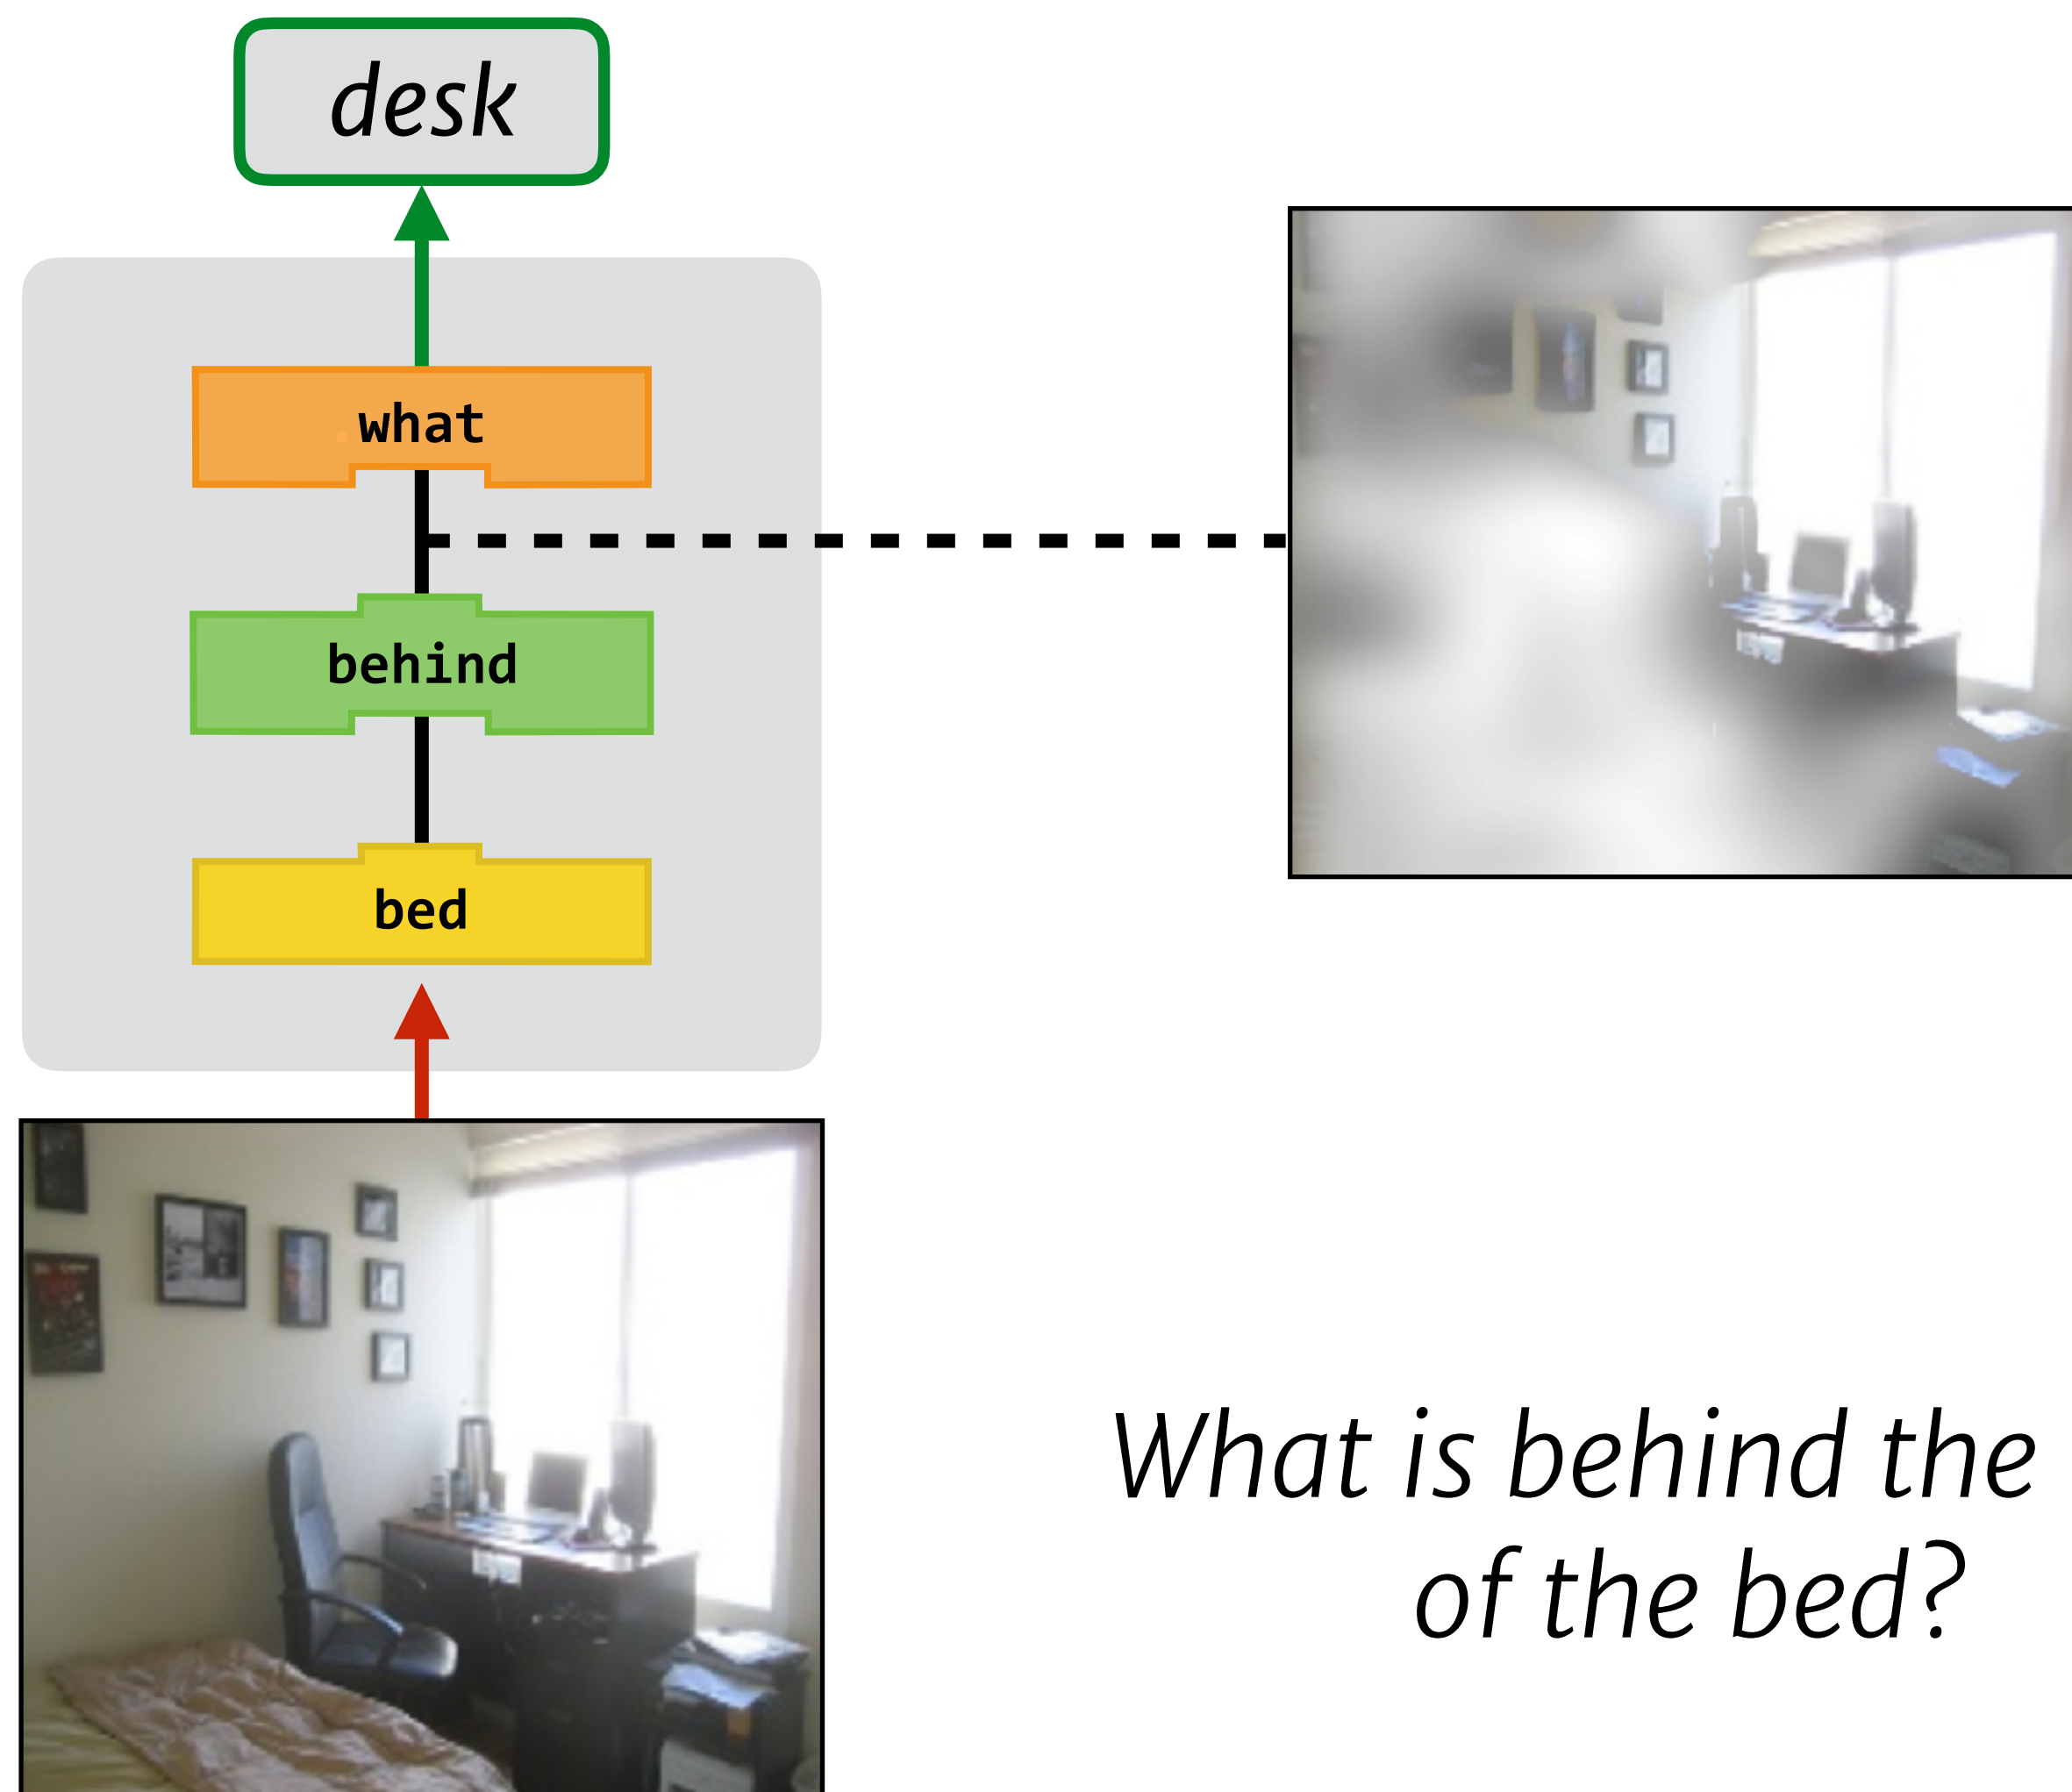 desk
what
behind
bed
What is behind the
of the bed?